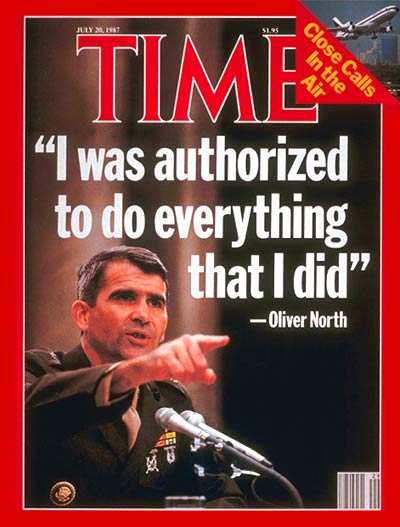 JULY 20, 1987
$1.95
Close Calls
In the
Air
TIME
“I was authorized
to do everything
that I did”
—Oliver North